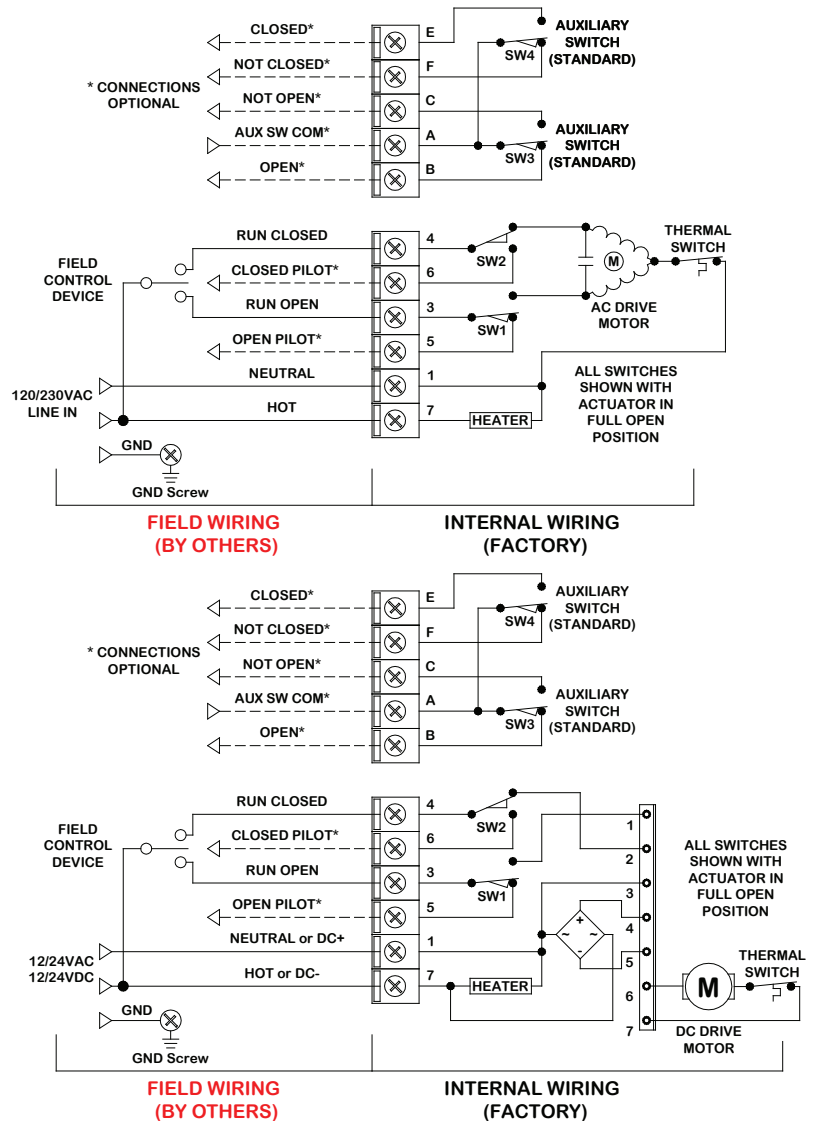 CLOSED*
E
AUXILIARY
SWITCH
(STANDARD)
SW4
NOT CLOSED*
F
* CONNECTIONS
OPTIONAL
NOT OPEN*
C
AUX SW COM*
A
AUXILIARY
SWITCH
(STANDARD)
SW3
OPEN*
B
RUN CLOSED
4
THERMAL
SWITCH
SW2
M
FIELD
CONTROL
DEVICE
CLOSED PILOT*
6
RUN OPEN
3
SW1
AC DRIVE
MOTOR
OPEN PILOT*
5
NEUTRAL
1
120/230VAC
LINE IN
HOT
7
HEATER
ALL SWITCHES
SHOWN WITH
ACTUATOR IN
FULL OPEN
POSITION
GND
GND Screw
FIELD WIRING
(BY OTHERS)
INTERNAL WIRING
(FACTORY)
CLOSED*
E
AUXILIARY
SWITCH
(STANDARD)
SW4
NOT CLOSED*
F
* CONNECTIONS
OPTIONAL
NOT OPEN*
C
AUX SW COM*
A
AUXILIARY
SWITCH
(STANDARD)
SW3
OPEN*
B
RUN CLOSED
4
SW2
FIELD
CONTROL
DEVICE
CLOSED PILOT*
6
RUN OPEN
3
SW1
OPEN PILOT*
5
NEUTRAL or DC+
1
12/24VAC
12/24VDC
HOT or DC-
7
HEATER
+
~ ~
-
1
2
3
4
5
6
7
ALL SWITCHES
SHOWN WITH
ACTUATOR IN
FULL OPEN
POSITION
THERMAL
SWITCH
M
DC DRIVE
MOTOR
GND
GND Screw
FIELD WIRING
(BY OTHERS)
INTERNAL WIRING
(FACTORY)